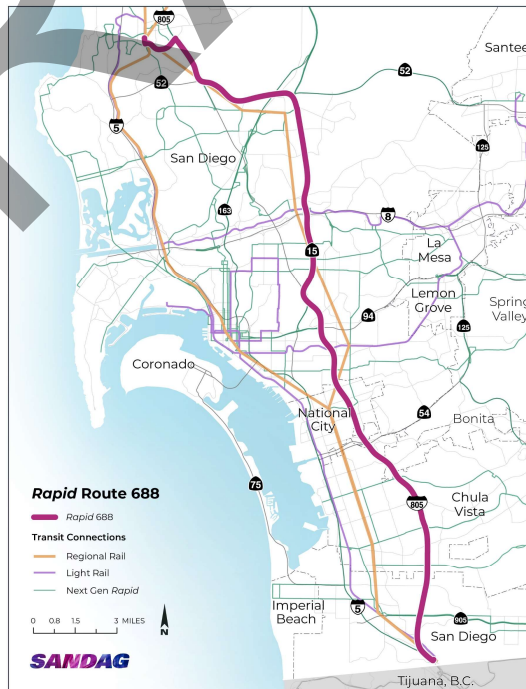 805
Santee
52
52
5
San Diego
125
163
8
15
La
Mesa
Lemon
Grove
Spring
Valley
94
125
Coronado
National
City
54
Bonita
75
Rapid Route 688
Rapid 688
Transit Connections
Regional Rail
Light Rail
Next Gen Rapid
0 0.8 1.5 3 MILES
N
SANDAG
805
Chula
Vista
Imperial
Beach
5
905
San Diego
Tijuana, B.C.